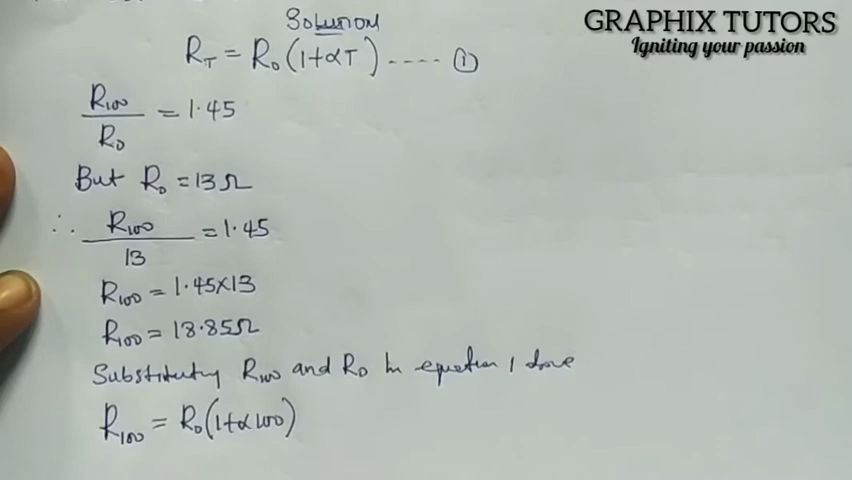 GRAPHIX TUTORS
Igniting your passion
Solution
R_T = R_0 (1+αT) ---- ①
R_100 / R_0 = 1.45
But R_0 = 13Ω
∴ R_100 / 13 = 1.45
R_100 = 1.45×13
R_100 = 18.85Ω
Substituting R_100 and R_0 in equation 1
R_100 = R_0 (1+α100)